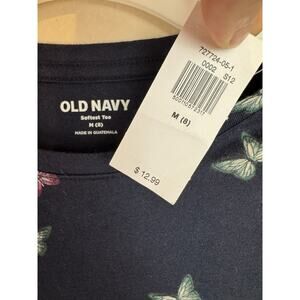 OLD NAVY
Softest Tee
M (8)
MADE IN GUATEMALA
727724-05-1
0002 S12
M (8)
$ 12.99